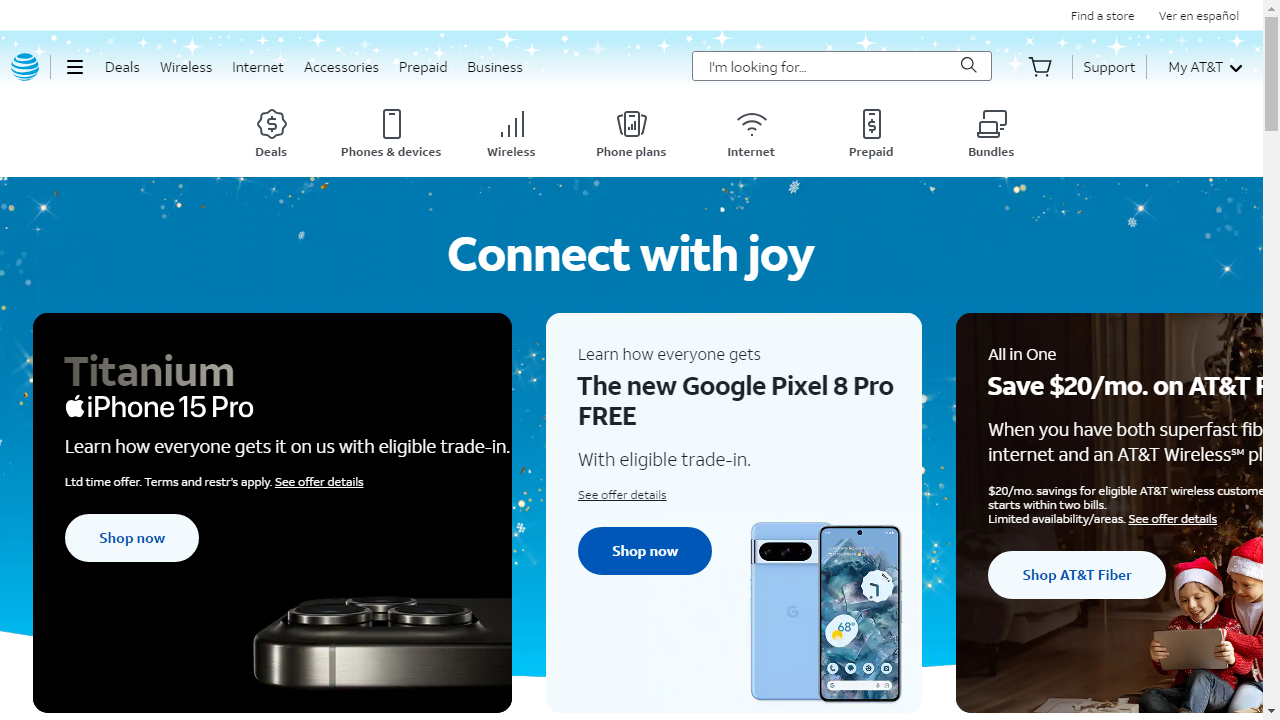 Find a store
Ver en español
Deals
Wireless
Internet
Accessories
Prepaid
Business
I'm looking for...
Support
My AT&T
Deals
Phones & devices
Wireless
Phone plans
Internet
Prepaid
Bundles
Connect with joy
Titanium
iPhone 15 Pro
Learn how everyone gets it on us with eligible trade-in.
Ltd time offer. Terms and restr's apply. See offer details
Shop now
Learn how everyone gets
The new Google Pixel 8 Pro
FREE
With eligible trade-in.
See offer details
Shop now
68°
All in One
Save $20/mo. on AT&T F
When you have both superfast fib
internet and an AT&T Wireless℠ pl
$20/mo. savings for eligible AT&T wireless custome
starts within two bills.
Limited availability/areas. See offer details
Shop AT&T Fiber